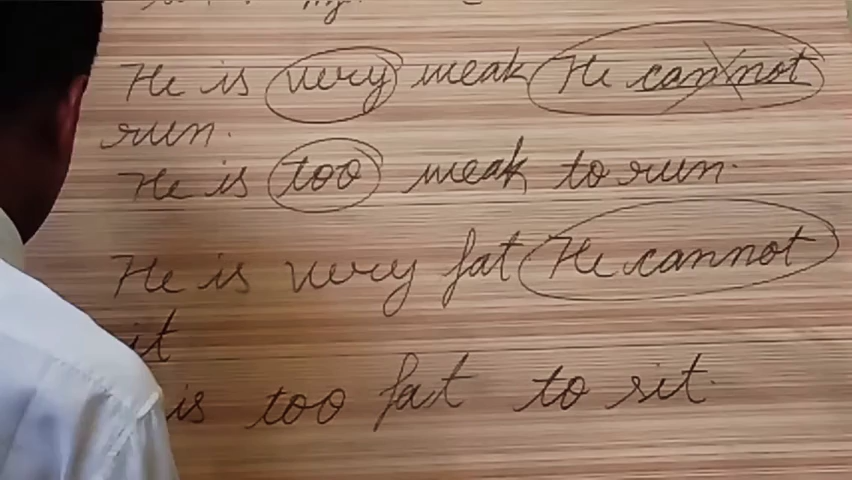 He is very weak He cannot
run.
He is too weak to run.
He is very fat He cannot
it
is too fat to sit.